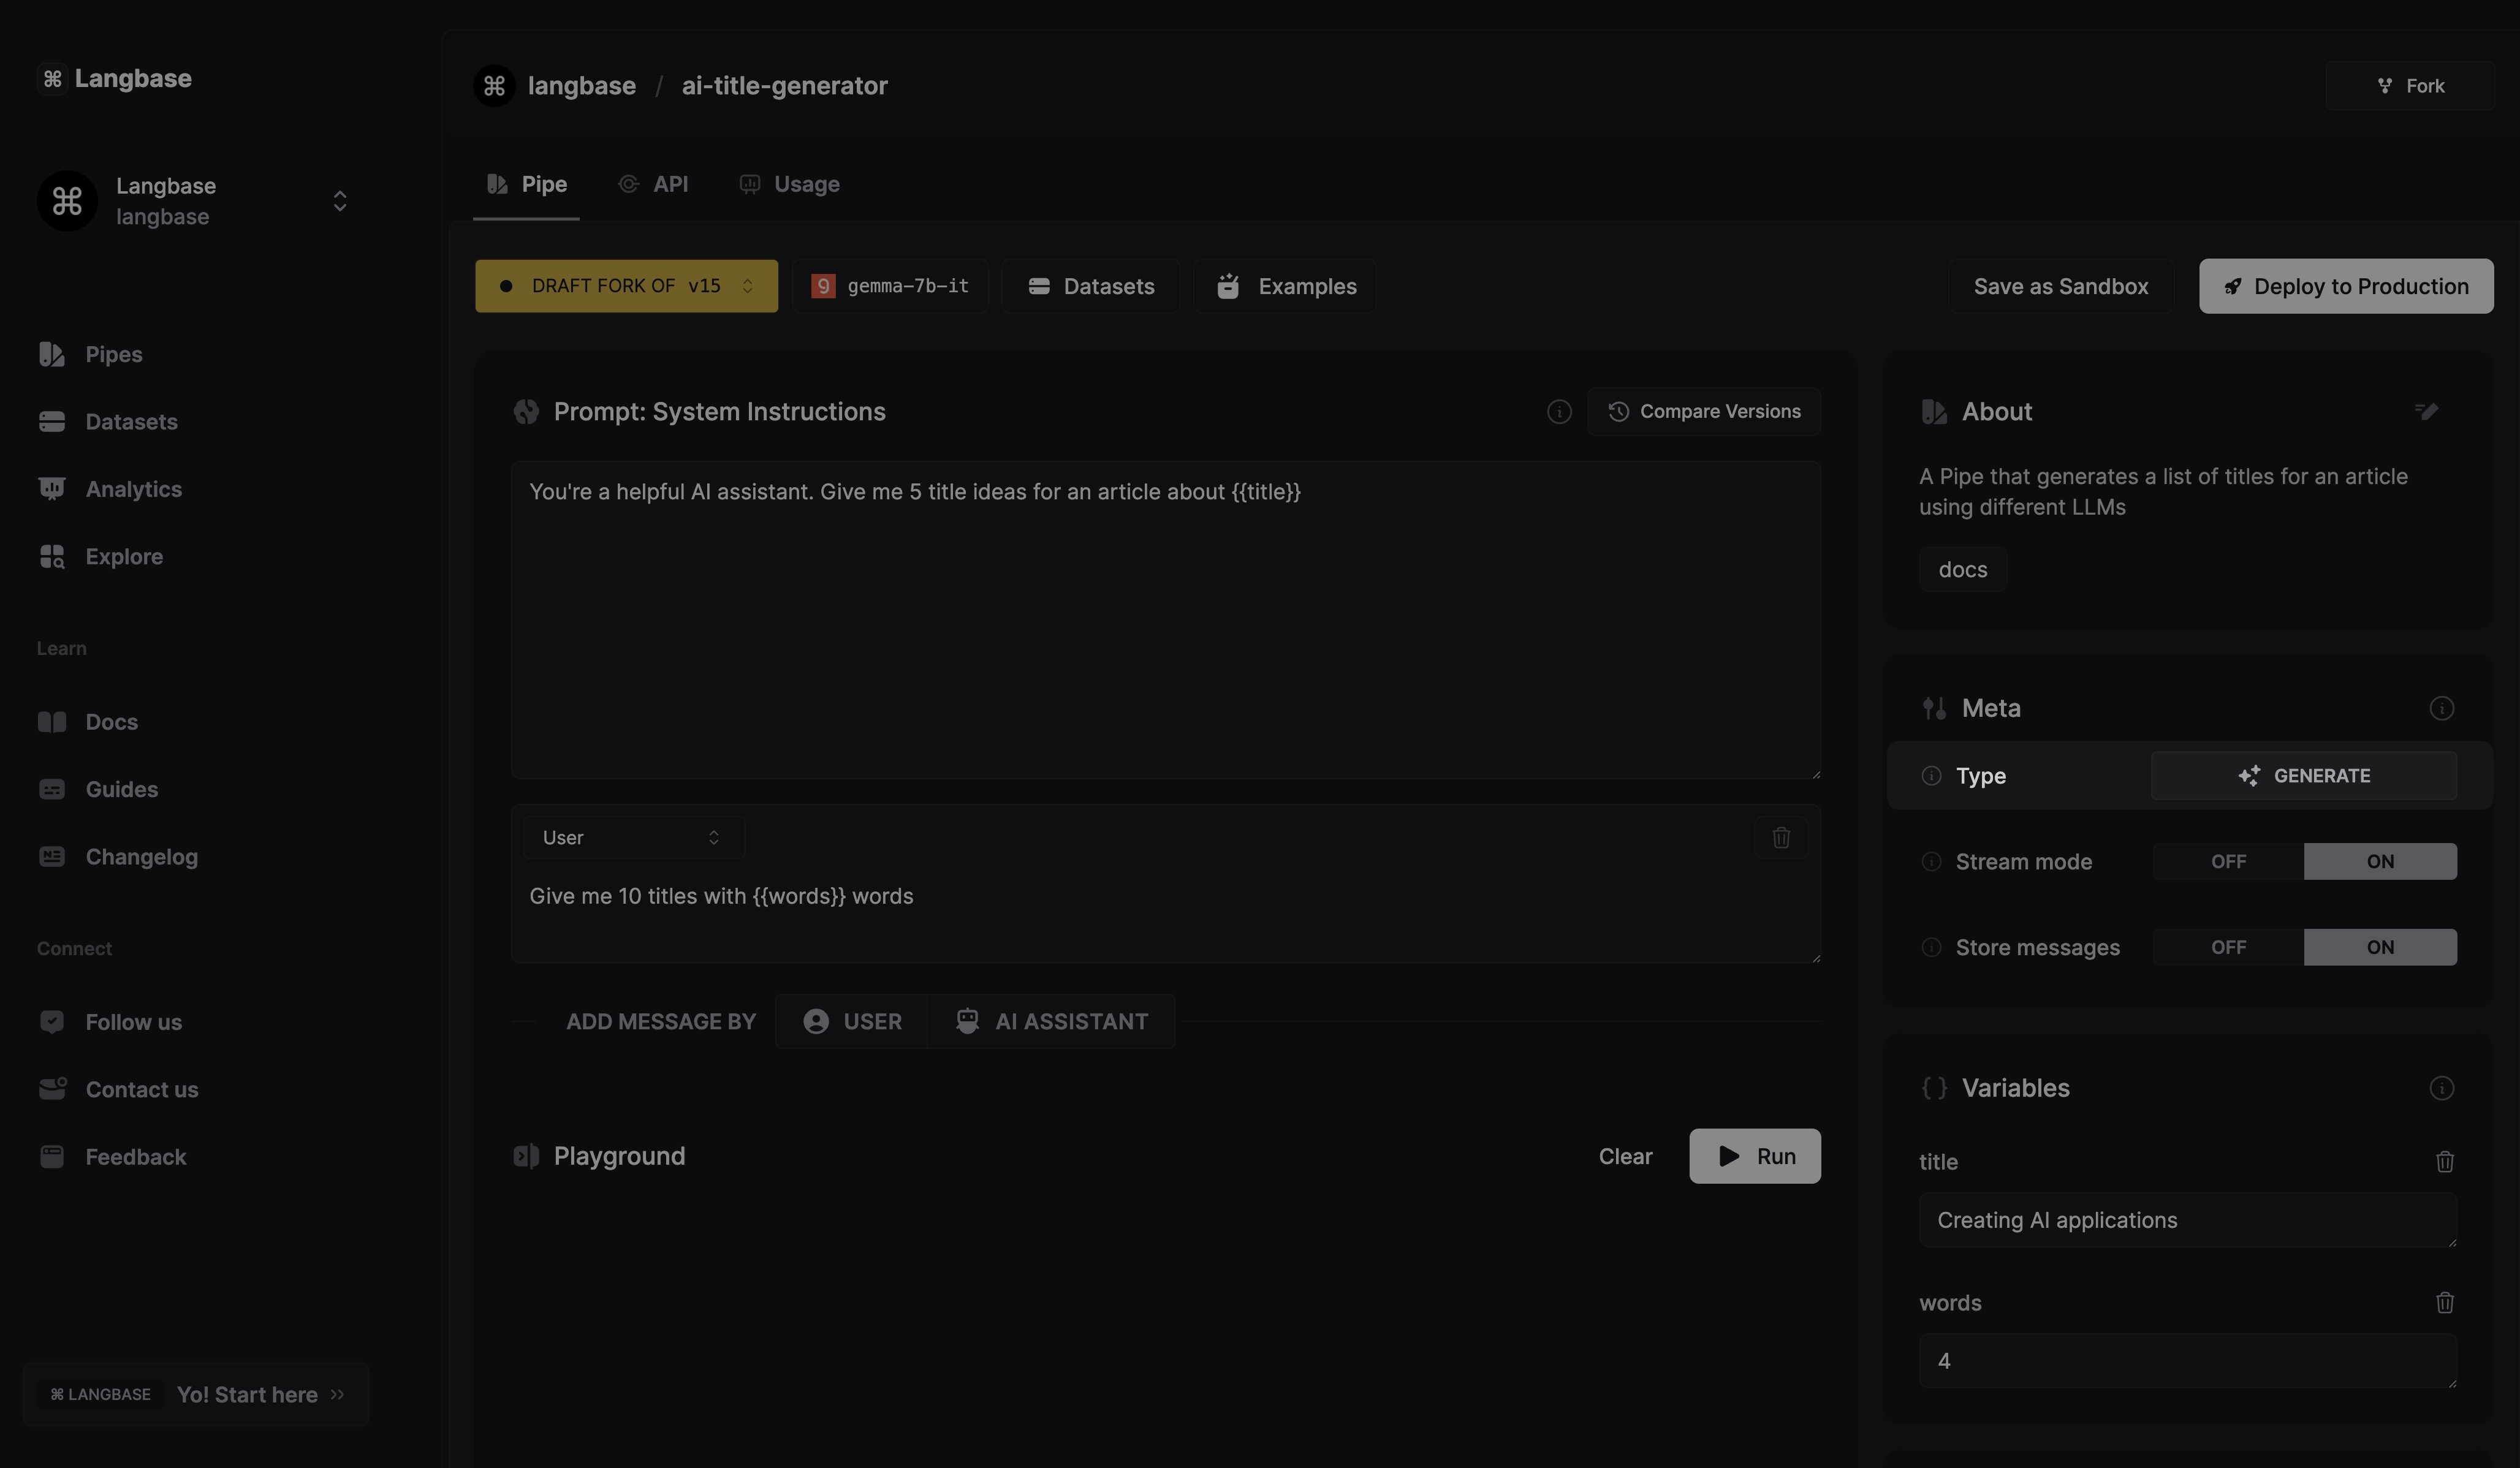 Langbase
Langbase
langbase
Pipes
Datasets
Analytics
Explore
Learn
Docs
Guides
Changelog
Connect
Follow us
Contact us
Feedback
LANGBASE Yo! Start here
langbase / ai-title-generator
Fork
Pipe API Usage
DRAFT FORK OF v15
gemma-7b-it
Datasets
Examples
Save as Sandbox
Deploy to Production
Prompt: System Instructions
Compare Versions
You're a helpful AI assistant. Give me 5 title ideas for an article about {{title}}
User
Give me 10 titles with {{words}} words
ADD MESSAGE BY USER AI ASSISTANT
Playground
Clear
Run
About
A Pipe that generates a list of titles for an article
using different LLMs
docs
Meta
Type GENERATE
Stream mode OFF ON
Store messages OFF ON
Variables
title
Creating AI applications
words
4